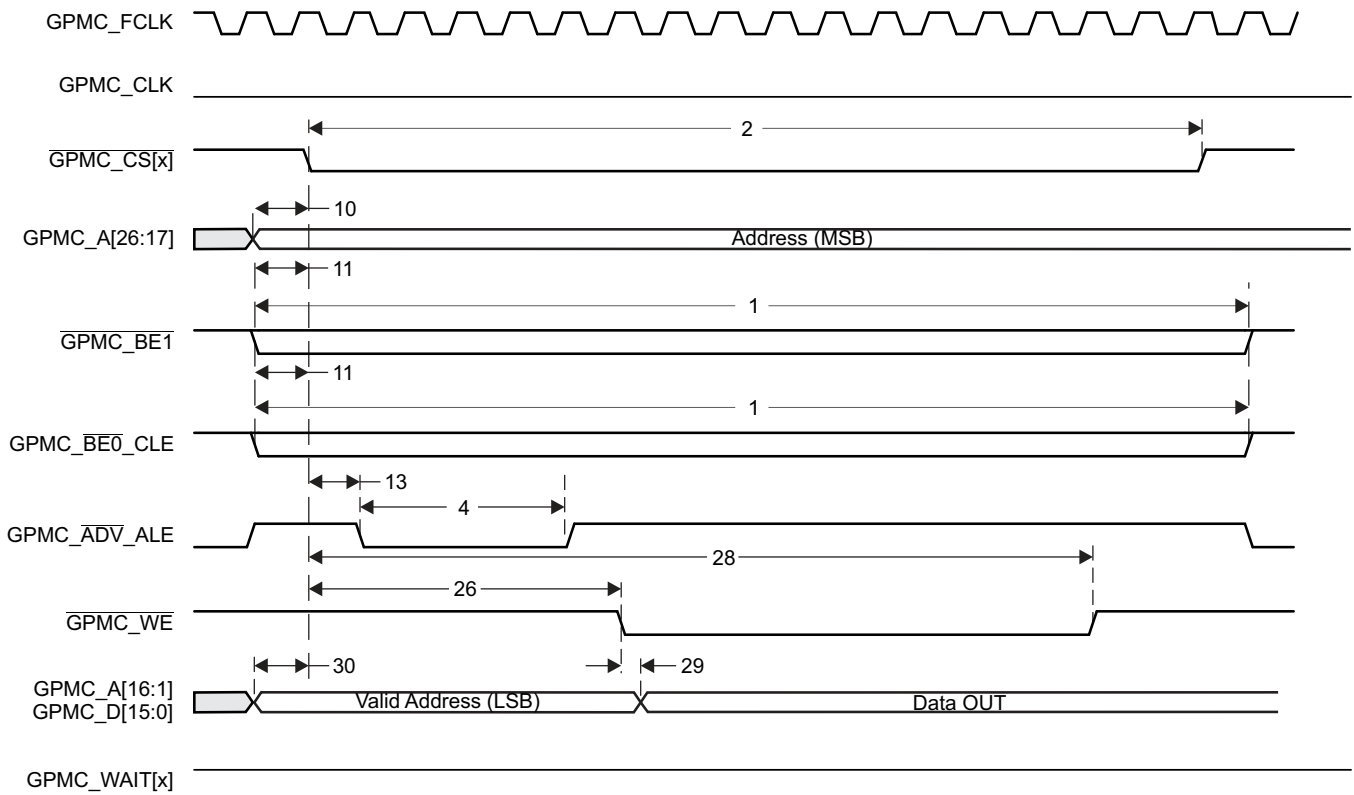 GPMC_FCLK
GPMC_CLK
2
GPMC_CS[x]
10
GPMC_A[26:17]
Address (MSB)
11
1
GPMC_BE1
11
1
GPMC_BE0_CLE
13
4
GPMC_ADV_ALE
28
26
GPMC_WE
30
29
GPMC_A[16:1]
GPMC_D[15:0]
Valid Address (LSB)
Data OUT
GPMC_WAIT[x]